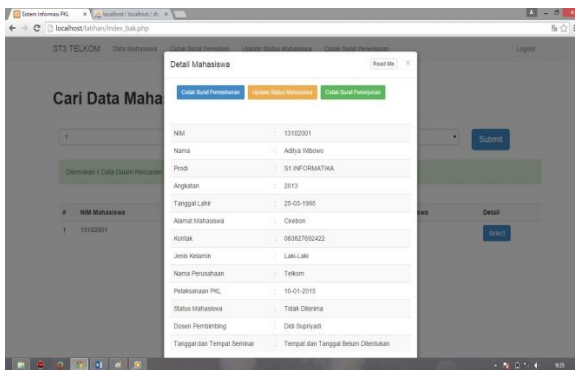 Sistem Informasi PKL
localhost / localhost / db_
localhost/latihan/index_bak.php
ST3 TELKOM Data Mahasiswa Cetak Surat Permohonan Update Status Mahasiswa Cetak Surat Penerjunan Logout
Detail Mahasiswa Read Me ×
Cetak Surat Permohonan Update Status Mahasiswa Cetak Surat Penerjunan
Cari Data Maha
1 Submit
Ditemukan 1 Data Dalam Pencarian
# NIM Mahasiswa swa Detail
1 13102001 Select
NIM : 13102001
Nama : Aditya Wibowo
Prodi : S1 INFORMATIKA
Angkatan : 2013
Tanggal Lahir : 25-03-1995
Alamat Mahasiswa : Cirebon
Kontak : 083827692422
Jenis Kelamin : Laki-Laki
Nama Perusahaan : Telkom
Pelaksanaan PKL : 10-01-2015
Status Mahasiswa : Tidak Diterima
Dosen Pembimbing : Didi Supriyadi
Tanggal dan Tempat Seminar : Tempat dan Tanggal Belum Ditentukan
9:35